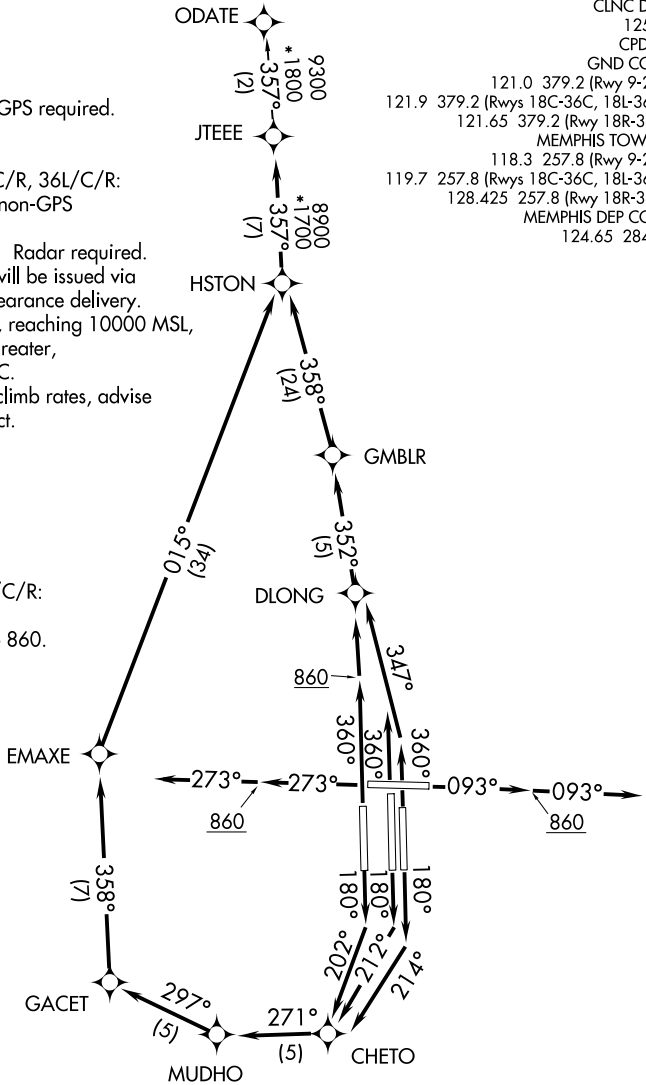 CLNC D
125
CPD
GND CO
121.0 379.2 (Rwy 9-2
121.9 379.2 (Rwys 18C-36C, 18L-36
121.65 379.2 (Rwy 18R-3
MEMPHIS TOW
118.3 257.8 (Rwy 9-2
119.7 257.8 (Rwys 18C-36C, 18L-36
128.425 257.8 (Rwy 18R-3
MEMPHIS DEP CO
124.65 284
GPS required.
C/R, 36L/C/R:
non-GPS
Radar required.
will be issued via
earance delivery.
, reaching 10000 MSL,
reater,
C.
climb rates, advise
ct.
/C/R:
860.
ODATE
9300
*1800
357°
(2)
JTEEE
8900
*1700
357°
(7)
HSTON
358°
(24)
GMBLR
015°
(34)
352°
(5)
DLONG
347°
860
360°
360°
360°
EMAXE
273°
273°
093°
093°
860
860
358°
(7)
180°
180°
180°
202°
212°
214°
GACET
297°
(5)
271°
(5)
CHETO
MUDHO